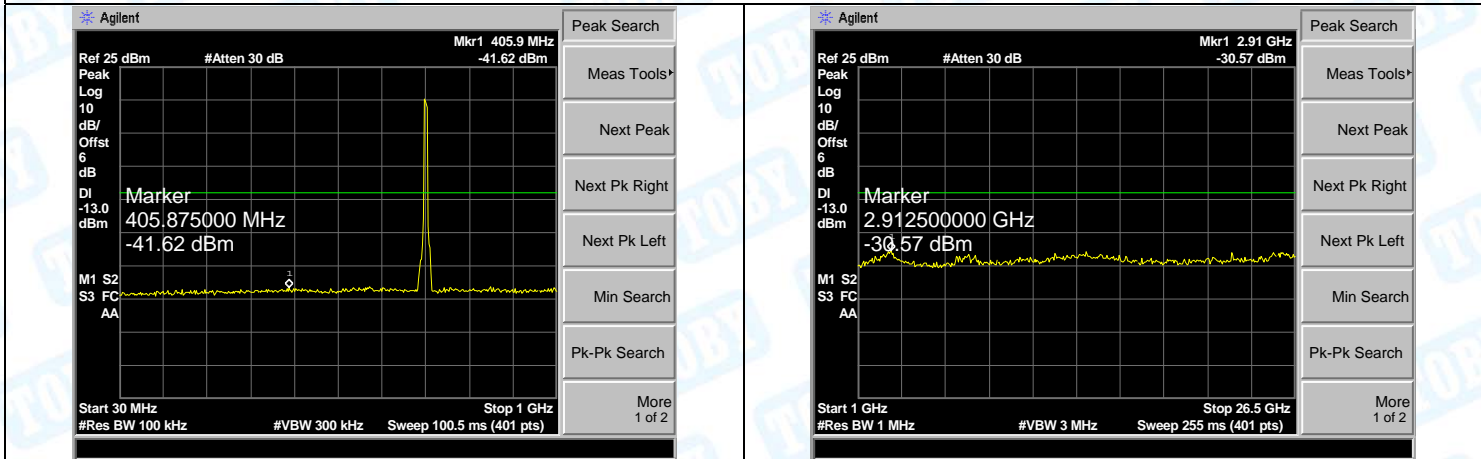 Agilent
Peak Search
Mkr1 405.9 MHz
Ref 25 dBm #Atten 30 dB -41.62 dBm
Peak
Log
10
dB/
Offst
6
dB
DI
-13.0
dBm
Marker
405.875000 MHz
-41.62 dBm
1
M1 S2
S3 FC
AA
Start 30 MHz Stop 1 GHz
#Res BW 100 kHz #VBW 300 kHz Sweep 100.5 ms (401 pts)
Meas Tools
Next Peak
Next Pk Right
Next Pk Left
Min Search
Pk-Pk Search
More
1 of 2
Agilent
Peak Search
Mkr1 2.91 GHz
Ref 25 dBm #Atten 30 dB -30.57 dBm
Peak
Log
10
dB/
Offst
6
dB
DI
-13.0
dBm
Marker
2.912500000 GHz
-30.57 dBm
1
M1 S2
S3 FC
AA
Start 1 GHz Stop 26.5 GHz
#Res BW 1 MHz #VBW 3 MHz Sweep 255 ms (401 pts)
Meas Tools
Next Peak
Next Pk Right
Next Pk Left
Min Search
Pk-Pk Search
More
1 of 2
TOBY